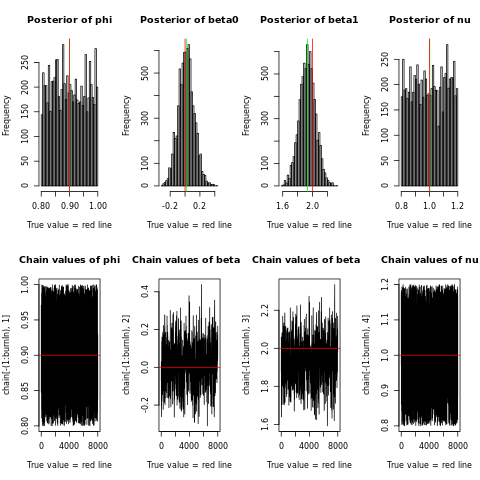 Posterior of phi
Posterior of beta0
Posterior of beta1
Posterior of nu
Frequency
0 50 100 150 200 250
0.80 0.90 1.00
True value = red line
Frequency
0 100 300 500
-0.2 0.2
True value = red line
Frequency
0 100 300 500
1.6 2.0
True value = red line
Frequency
0 50 100 150 200 250
0.8 1.0 1.2
True value = red line
Chain values of phi
Chain values of beta
Chain values of beta
Chain values of nu
chain[-(1:burnIn), 1]
0.80 0.85 0.90 0.95 1.00
0 4000 8000
True value = red line
chain[-(1:burnIn), 2]
-0.2 0.0 0.2 0.4
0 4000 8000
True value = red line
chain[-(1:burnIn), 3]
1.6 1.8 2.0 2.2
0 4000 8000
True value = red line
chain[-(1:burnIn), 4]
0.8 0.9 1.0 1.1 1.2
0 4000 8000
True value = red line